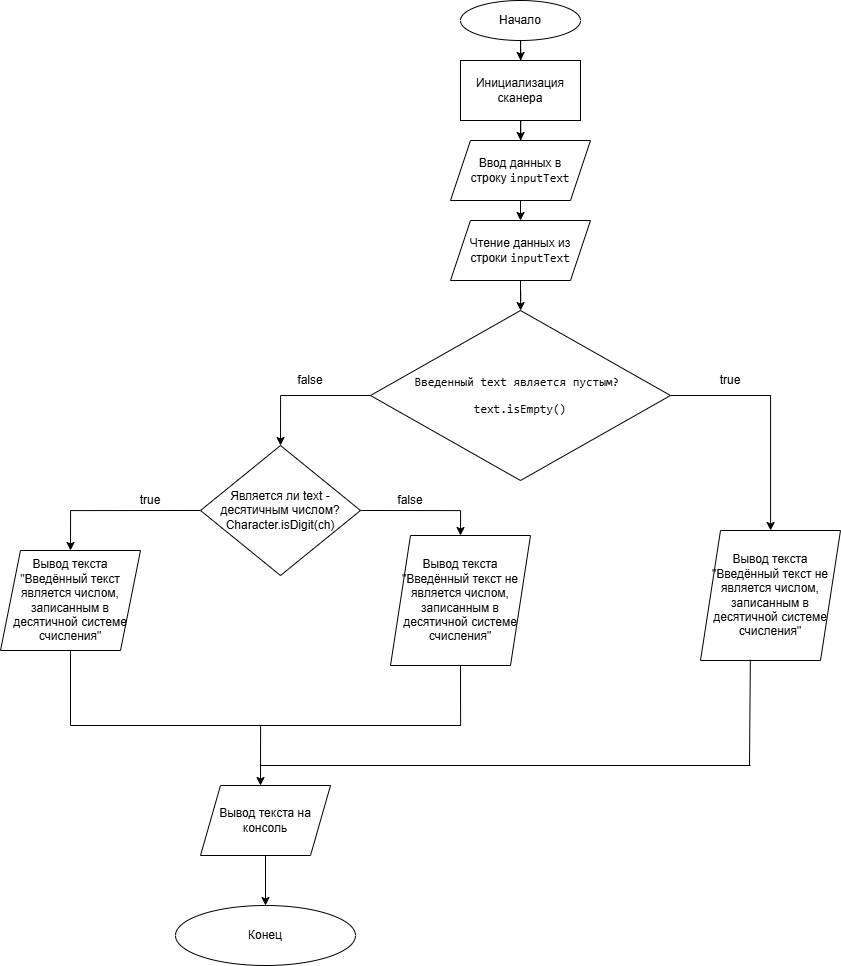 Начало
Инициализация
сканера
Ввод данных в
строку inputText
Чтение данных из
строки inputText
Введенный text является пустым?
text.isEmpty()
false
true
Является ли text -
десятичным числом?
Character.isDigit(ch)
true
false
Вывод текста
"Введённый текст
является числом,
записанным в
десятичной системе
счисления"
Вывод текста
"Введённый текст не
является числом,
записанным в
десятичной системе
счисления"
Вывод текста
"Введённый текст не
является числом,
записанным в
десятичной системе
счисления"
Вывод текста на
консоль
Конец